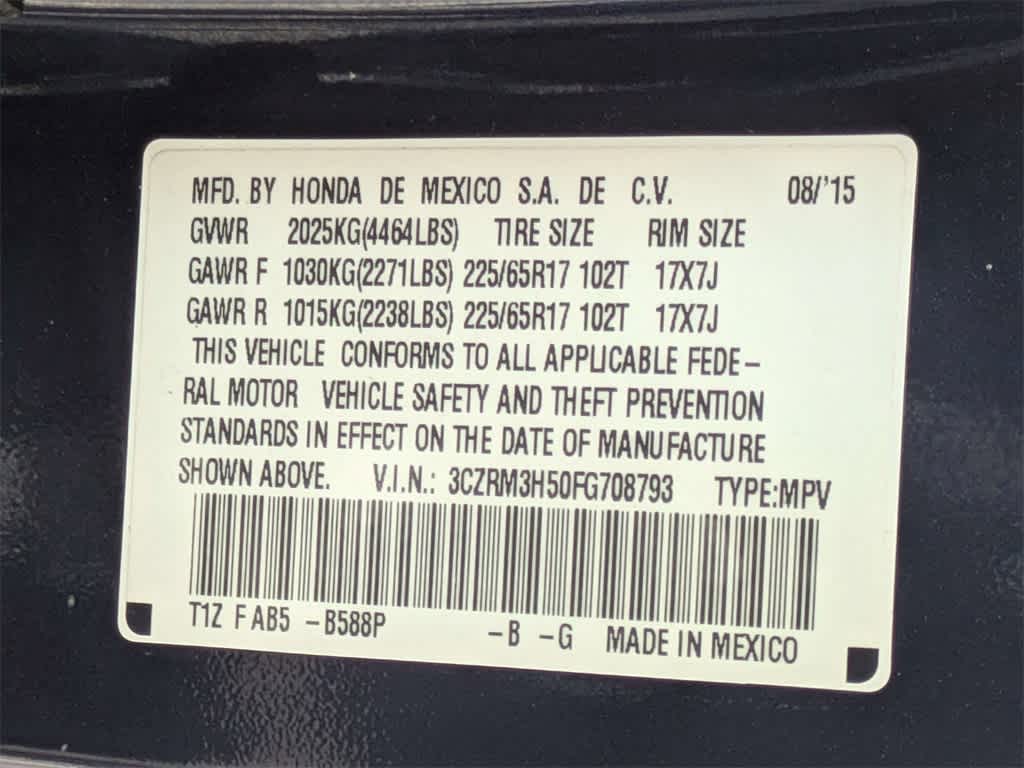 MFD. BY HONDA DE MEXICO S.A. DE C.V. 08/'15
GVWR 2025KG(4464LBS) TIRE SIZE RIM SIZE
GAWR F 1030KG(2271LBS) 225/65R17 102T 17X7J
GAWR R 1015KG(2238LBS) 225/65R17 102T 17X7J
THIS VEHICLE CONFORMS TO ALL APPLICABLE FEDE-
RAL MOTOR VEHICLE SAFETY AND THEFT PREVENTION
STANDARDS IN EFFECT ON THE DATE OF MANUFACTURE
SHOWN ABOVE. V.I.N.: 3CZRM3H50FG708793 TYPE:MPV
T1Z F AB5 -B588P -B -G MADE IN MEXICO